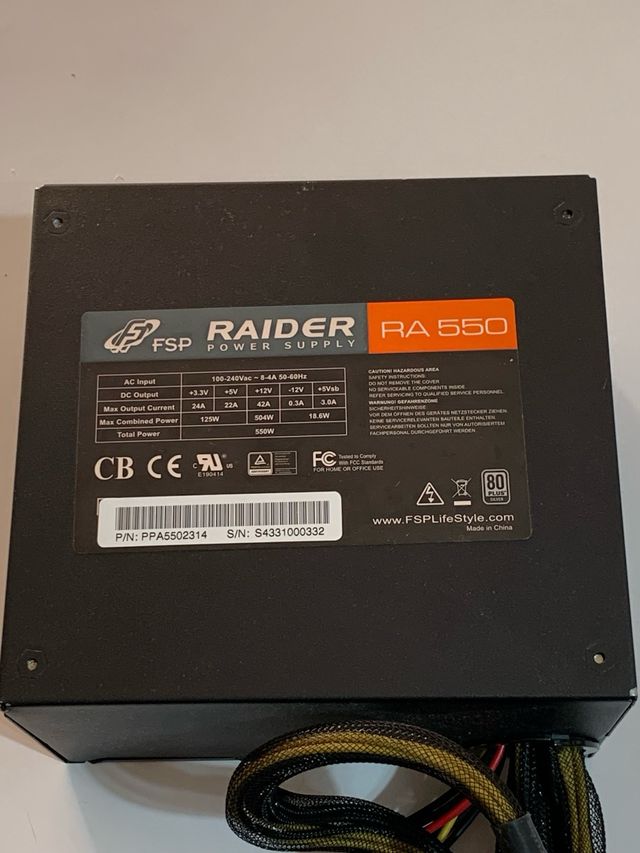 FSP RAIDER RA 550
POWER SUPPLY
AC Input 100-240Vac ~ 8-4A 50-60Hz
DC Output +3.3V +5V +12V -12V +5Vsb
Max Output Current 24A 22A 42A 0.3A 3.0A
Max Combined Power 125W 504W 18.6W
Total Power 550W
CAUTION! HAZARDOUS AREA
SAFETY INSTRUCTIONS:
DO NOT REMOVE THE COVER
NO SERVICEABLE COMPONENTS INSIDE
REFER SERVICING TO QUALIFIED SERVICE PERSONNEL
WARNUNG! GEFAHRENZONE
SICHERHEITSHINWEISE
VOR DEM ÖFFNEN DES GERÄTES NETZSTECKER ZIEHEN
KEINE SERVICERELEVANTEN BAUTEILE ENTHALTEN.
SERVICEARBEITEN SOLLTEN NUR VON AUTORISIERTEM
FACHPERSONAL DURCHGEFÜHRT WERDEN
CB CE c RU us FC Tested to Comply
With FCC Standards
E190414 FOR HOME OR OFFICE USE
80
PLUS
SILVER
www.FSPLifeStyle.com
Made in China
P/N: PPA5502314 S/N: S4331000332